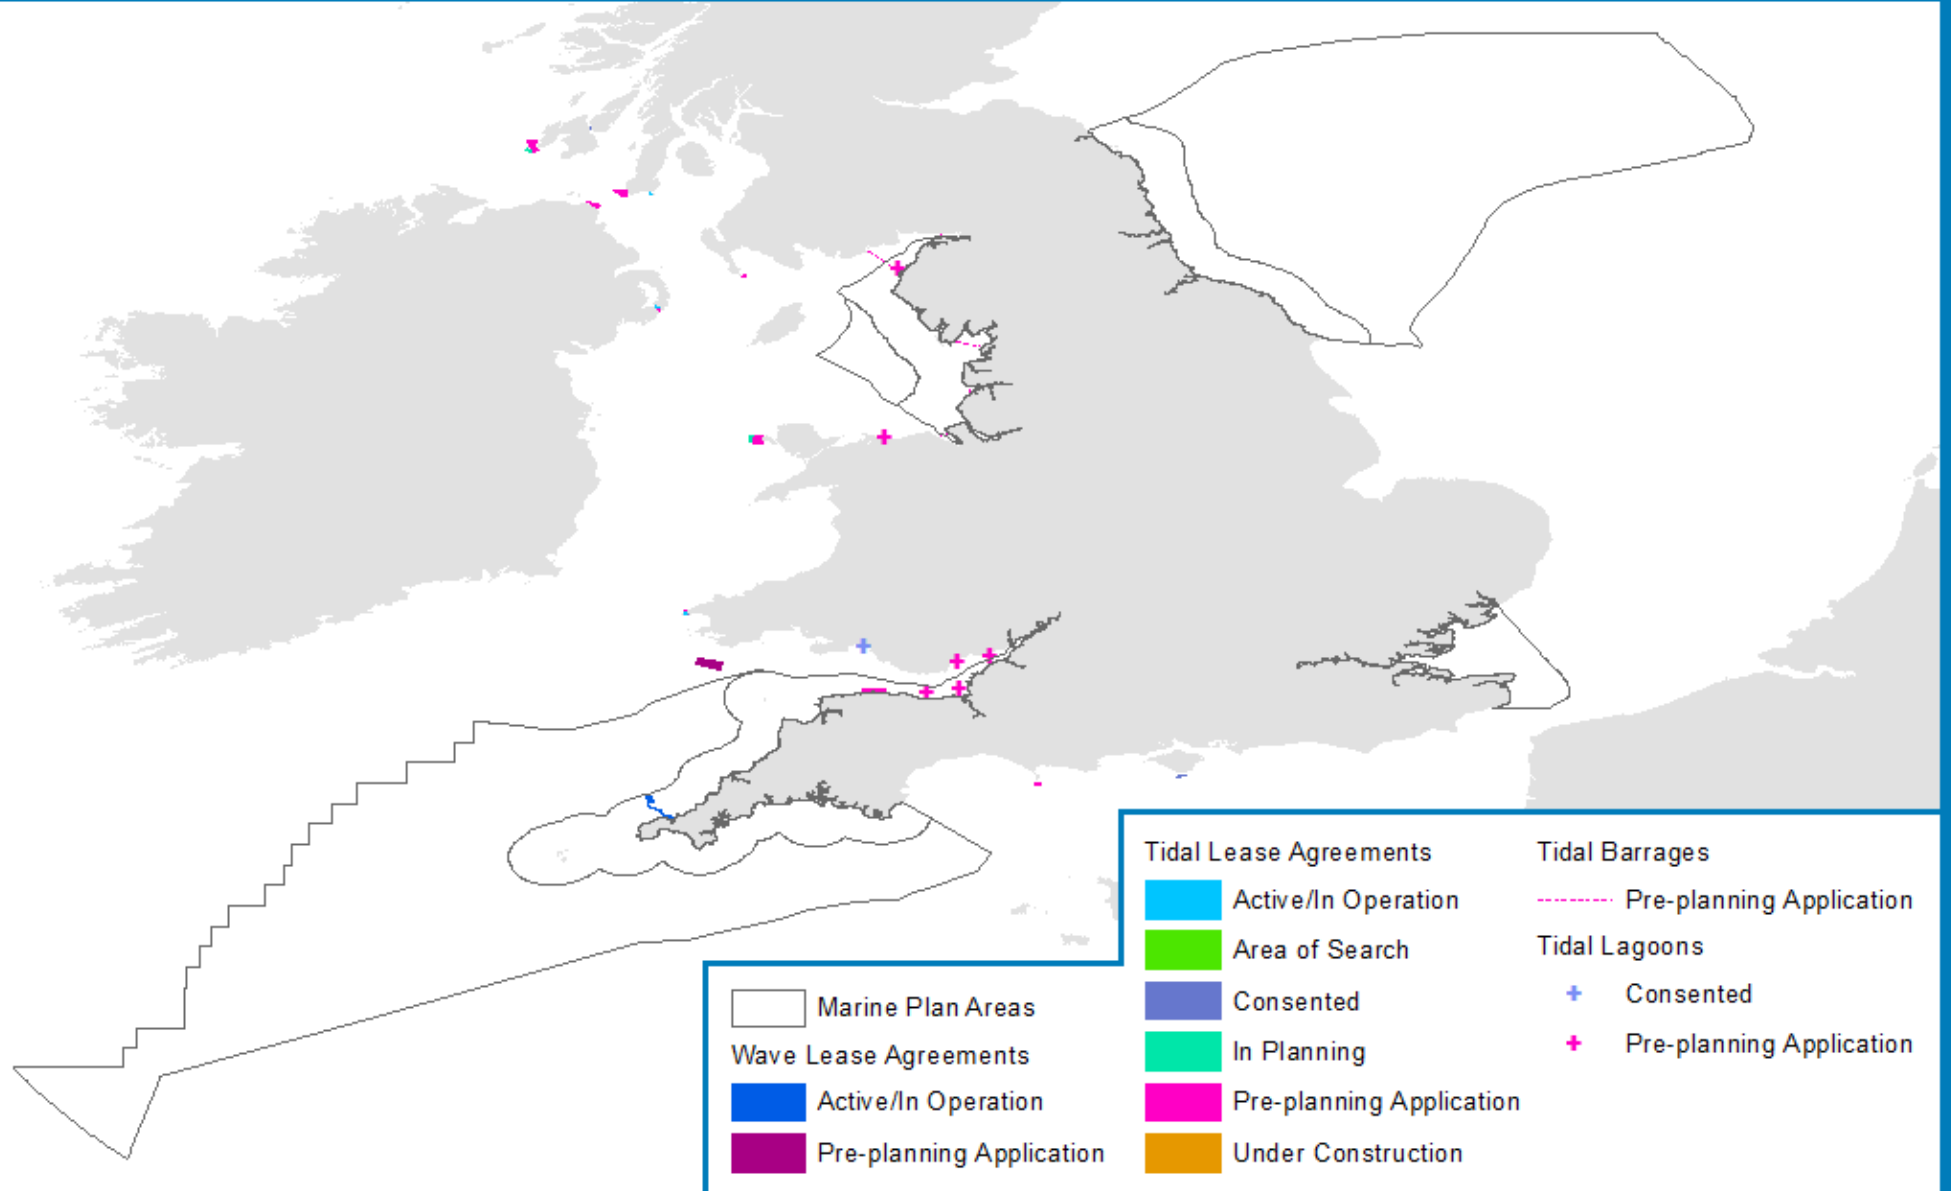 Marine Plan Areas
Wave Lease Agreements
Active/In Operation
Pre-planning Application
Tidal Lease Agreements
Active/In Operation
Area of Search
Consented
In Planning
Pre-planning Application
Under Construction
Tidal Barrages
Pre-planning Application
Tidal Lagoons
Consented
Pre-planning Application